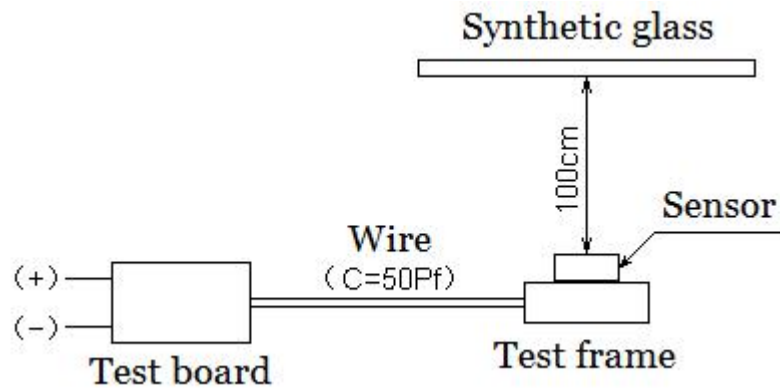 Synthetic glass
100cm
Sensor
Wire
(C=50Pf)
(+)
(−)
Test board
Test frame